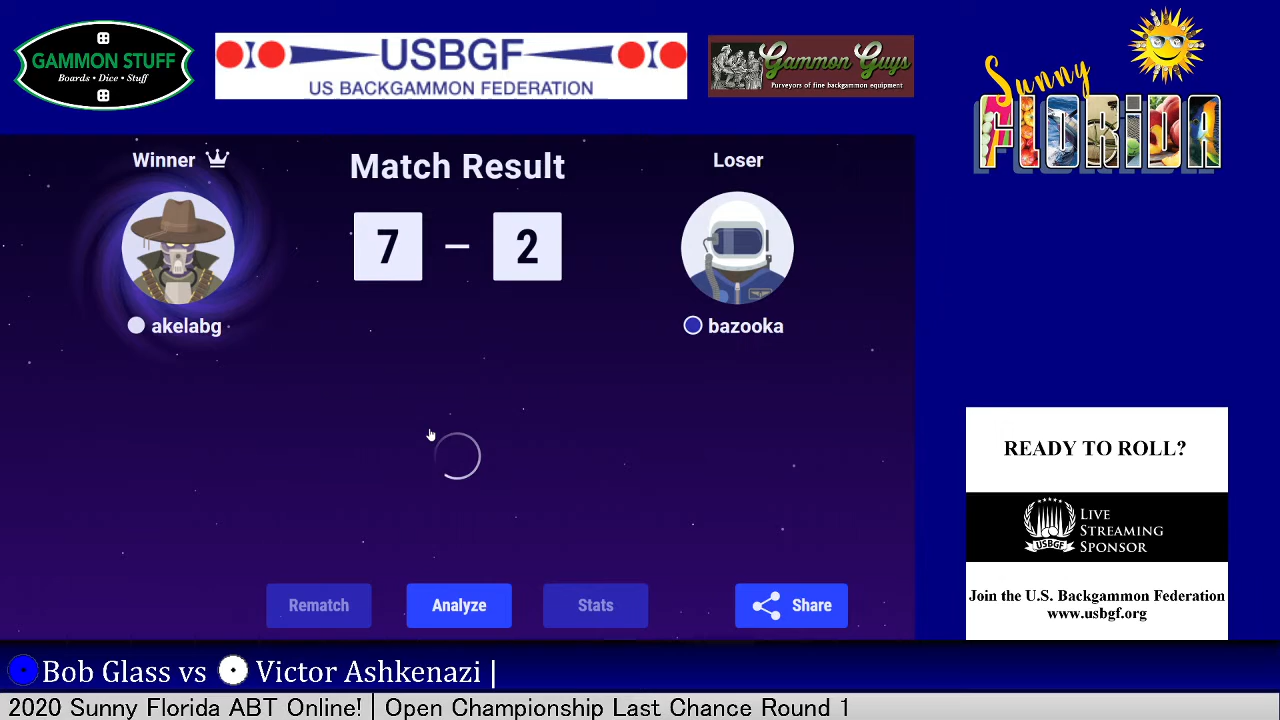 GAMMON STUFF
Boards • Dice • Stuff
USBGF
US BACKGAMMON FEDERATION
Gammon Guys
Purveyors of fine backgammon equipment
Sunny
FLORIDA
Winner
Match Result
Loser
7 – 2
akelabg
bazooka
READY TO ROLL?
USBGF
LIVE
STREAMING
SPONSOR
Join the U.S. Backgammon Federation
www.usbgf.org
Rematch
Analyze
Stats
Share
Bob Glass vs Victor Ashkenazi |
2020 Sunny Florida ABT Online! | Open Championship Last Chance Round 1